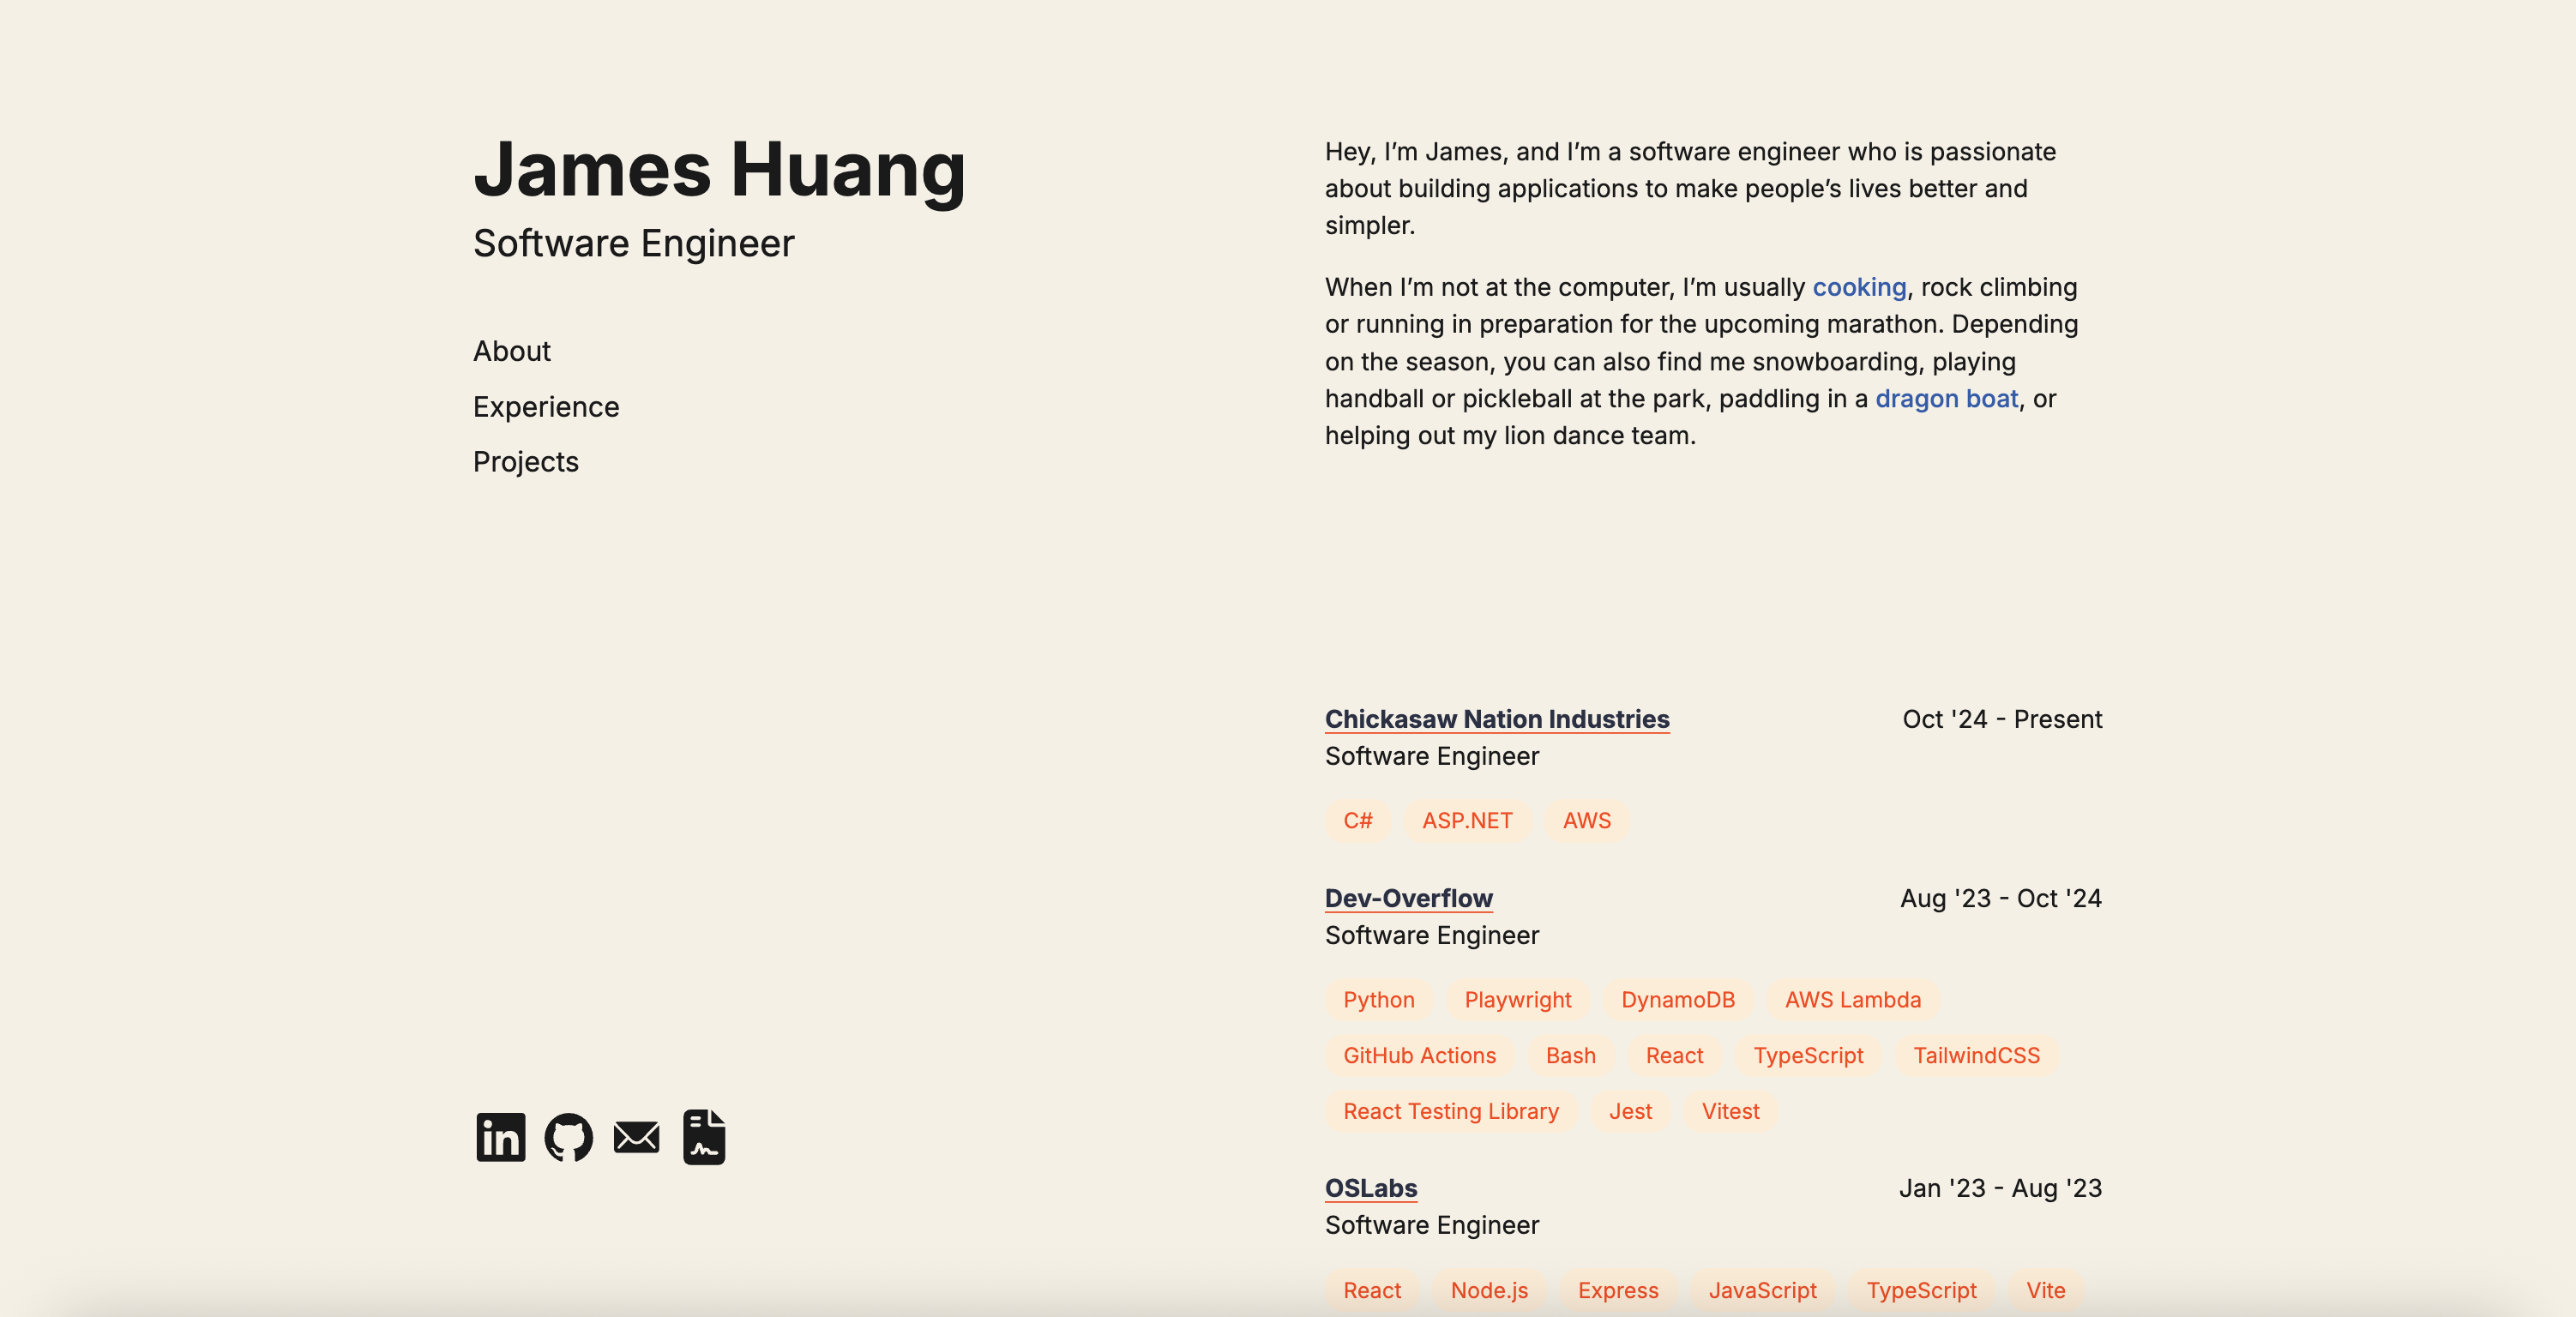 James Huang
Software Engineer
About
Experience
Projects
in
Hey, I’m James, and I’m a software engineer who is passionate
about building applications to make people’s lives better and
simpler.
When I’m not at the computer, I’m usually cooking, rock climbing
or running in preparation for the upcoming marathon. Depending
on the season, you can also find me snowboarding, playing
handball or pickleball at the park, paddling in a dragon boat, or
helping out my lion dance team.
Chickasaw Nation Industries Oct '24 - Present
Software Engineer
C# ASP.NET AWS
Dev-Overflow Aug '23 - Oct '24
Software Engineer
Python Playwright DynamoDB AWS Lambda
GitHub Actions Bash React TypeScript TailwindCSS
React Testing Library Jest Vitest
OSLabs Jan '23 - Aug '23
Software Engineer
React Node.js Express JavaScript TypeScript Vite